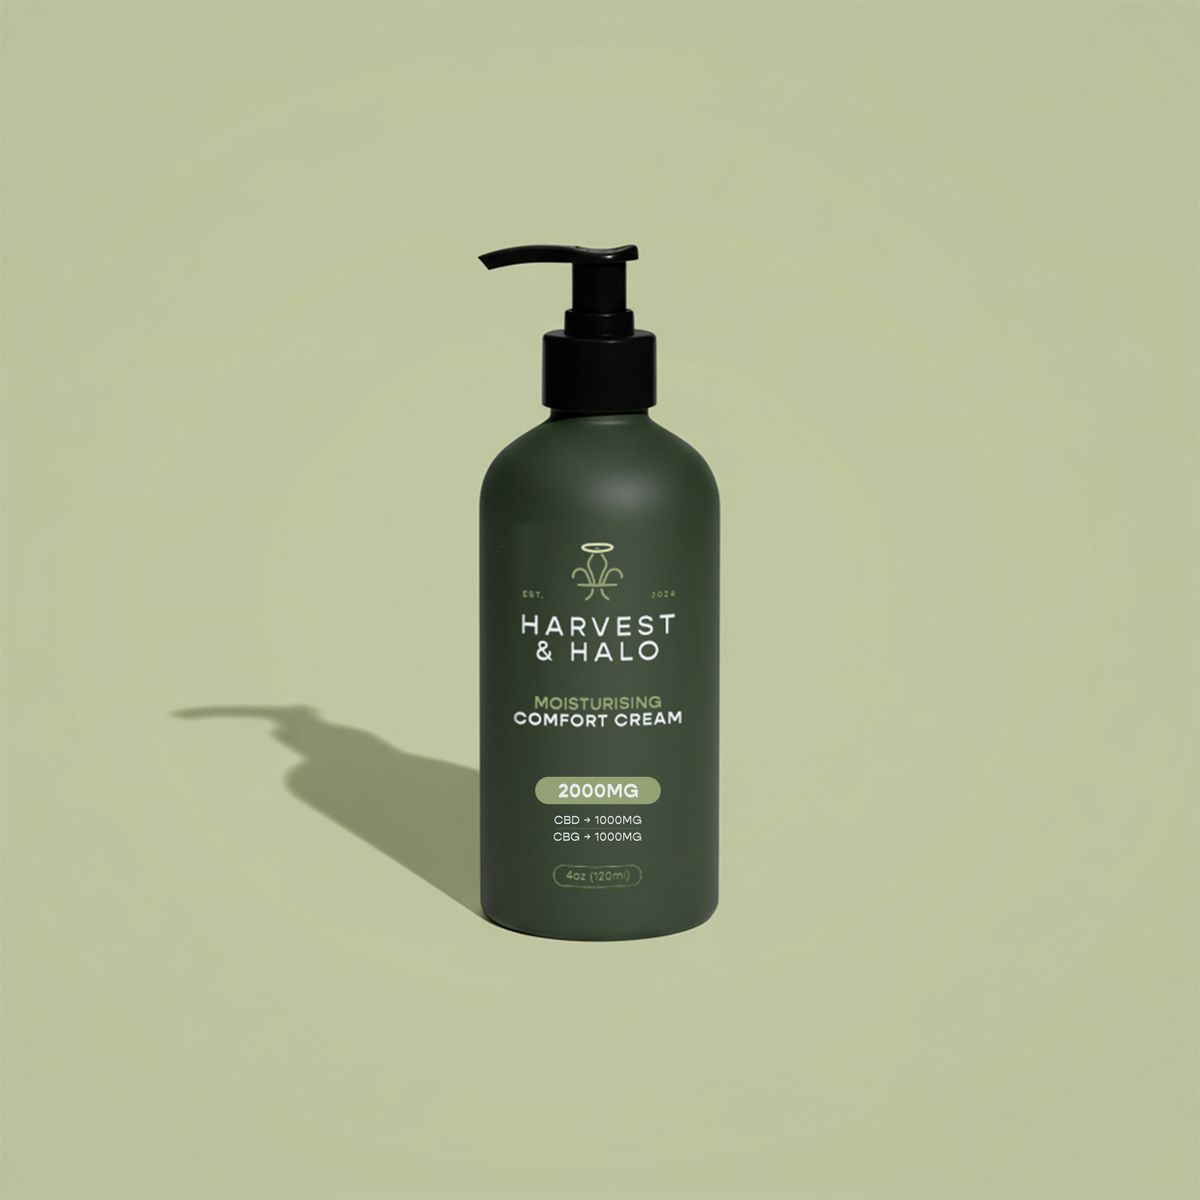 EST. 2024
HARVEST
& HALO
MOISTURISING
COMFORT CREAM
2000MG
CBD → 1000MG
CBG → 1000MG
4oz (120ml)